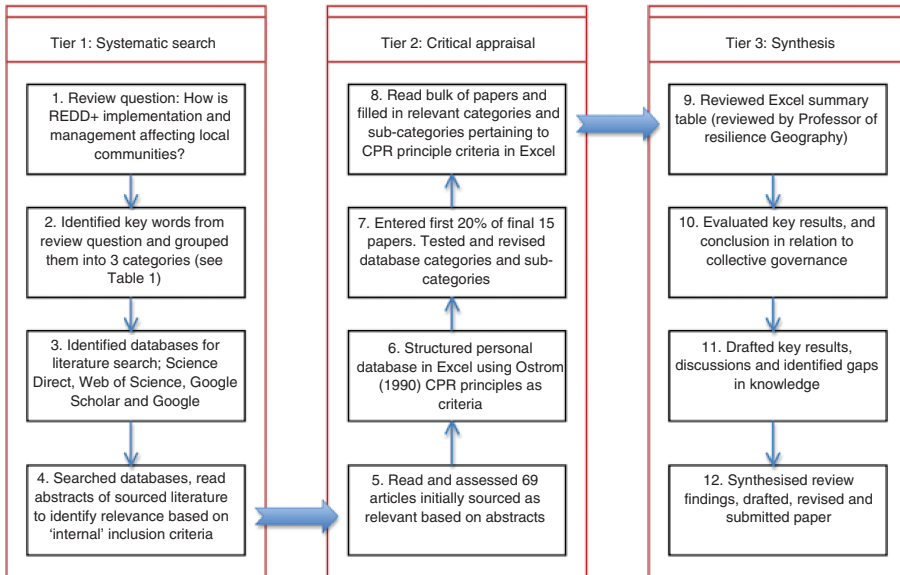 Tier 1: Systematic search
1. Review question: How is
REDD+ implementation and
management affecting local
communities?
2. Identified key words from
review question and grouped
them into 3 categories (see
Table 1)
3. Identified databases for
literature search; Science
Direct, Web of Science, Google
Scholar and Google
4. Searched databases, read
abstracts of sourced literature
to identify relevance based on
‘internal’ inclusion criteria
Tier 2: Critical appraisal
8. Read bulk of papers and
filled in relevant categories and
sub-categories pertaining to
CPR principle criteria in Excel
7. Entered first 20% of final 15
papers. Tested and revised
database categories and sub-
categories
6. Structured personal
database in Excel using Ostrom
(1990) CPR principles as
criteria
5. Read and assessed 69
articles initially sourced as
relevant based on abstracts
Tier 3: Synthesis
9. Reviewed Excel summary
table (reviewed by Professor of
resilience Geography)
10. Evaluated key results, and
conclusion in relation to
collective governance
11. Drafted key results,
discussions and identified gaps
in knowledge
12. Synthesised review
findings, drafted, revised and
submitted paper